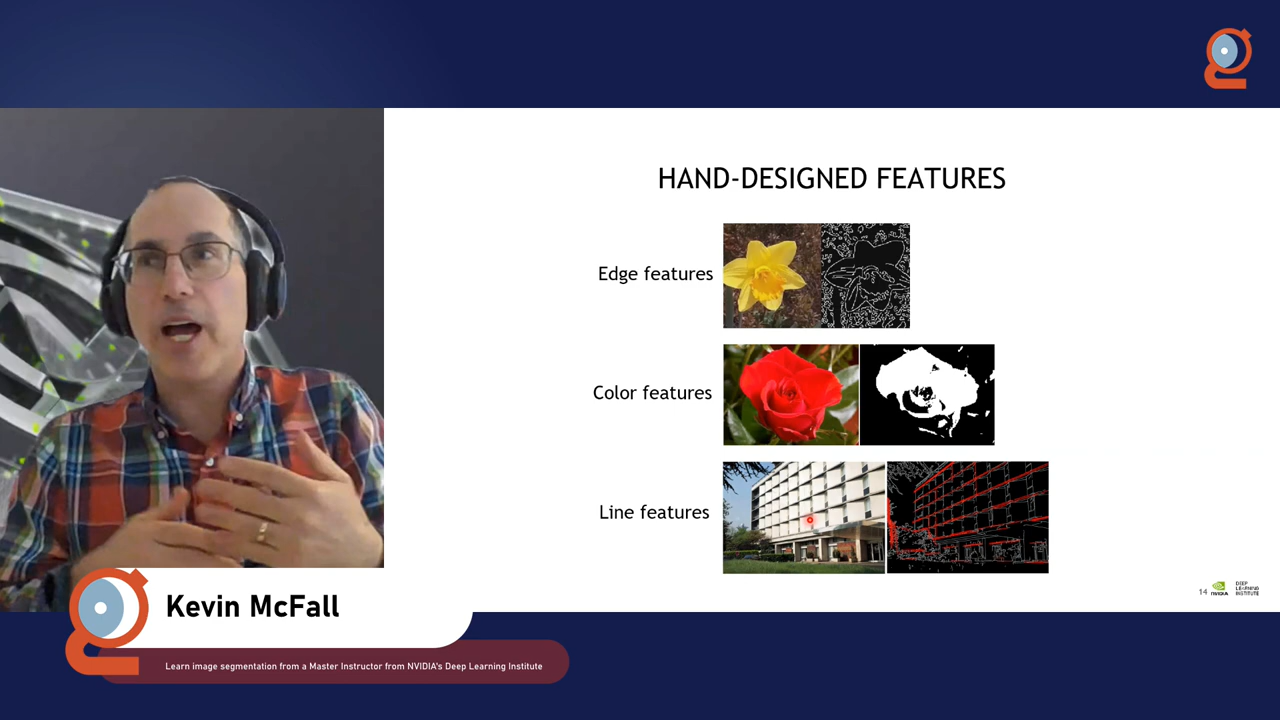 HAND-DESIGNED FEATURES
Edge features
Color features
Line features
14
NVIDIA
DEEP
LEARNING
INSTITUTE
Kevin McFall
Learn image segmentation from a Master Instructor from NVIDIA's Deep Learning Institute